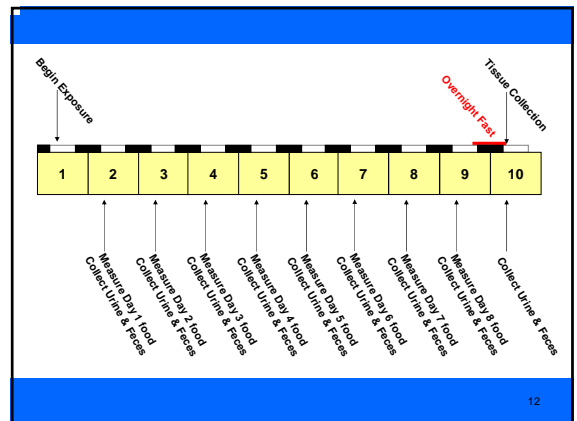 Begin Exposure
Overnight Fast
Tissue Collection
1 2 3 4 5 6 7 8 9 10
Measure Day 1 food
Collect Urine & Feces
Measure Day 2 food
Collect Urine & Feces
Measure Day 3 food
Collect Urine & Feces
Measure Day 4 food
Collect Urine & Feces
Measure Day 5 food
Collect Urine & Feces
Measure Day 6 food
Collect Urine & Feces
Measure Day 7 food
Collect Urine & Feces
Measure Day 8 food
Collect Urine & Feces
Collect Urine & Feces
12